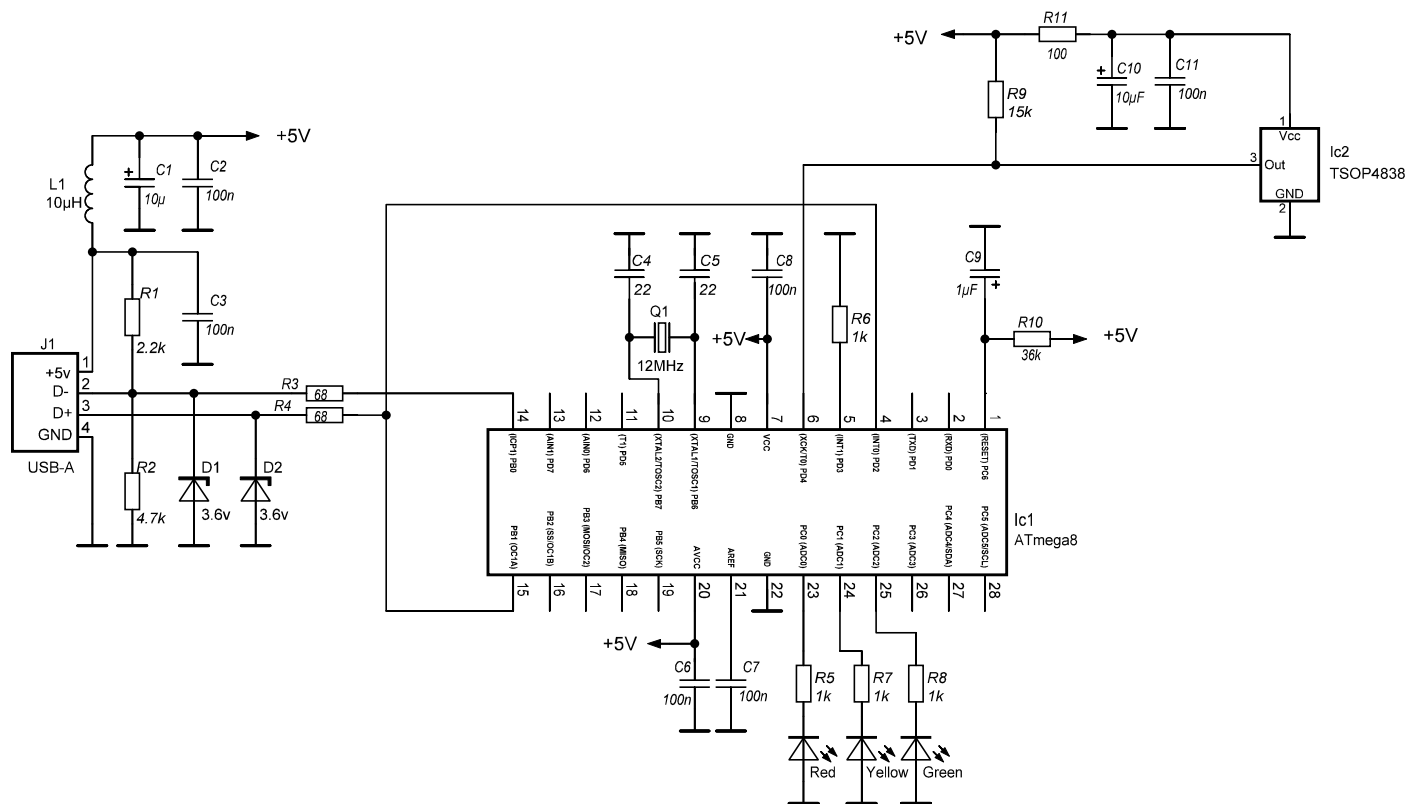 R11
+5V
100
C10
10µF
C11
100n
R9
15k
1
Vcc
3
Out
GND
2
Ic2
TSOP4838
+5V
L1
10µH
C1
10µ
C2
100n
R1
2.2k
C3
100n
C4
22
C5
22
C8
100n
Q1
12MHz
+5V
R6
1k
C9
1µF
R10
36k
+5V
J1
+5v
1
D-
2
D+
3
GND
4
USB-A
R3
68
R4
68
R2
4.7k
D1
3.6v
D2
3.6v
14
13
12
11
10
9
8
7
6
5
4
3
2
1
(ICP1) PB0
(AIN1) PD7
(AIN0) PD6
(T1) PD5
(XTAL2/TOSC2) PB7
(XTAL1/TOSC1) PB6
GND
VCC
(XCK/T0) PD4
(INT1) PD3
(INT0) PD2
(TXD) PD1
(RXD) PD0
(RESET) PC6
PB1 (OC1A)
PB2 (SS/OC1B)
PB3 (MOSI/OC2)
PB4 (MISO)
PB5 (SCK)
AVCC
AREF
GND
PC0 (ADC0)
PC1 (ADC1)
PC2 (ADC2)
PC3 (ADC3)
PC4 (ADC4/SDA)
PC5 (ADC5/SCL)
Ic1
ATmega8
15
16
17
18
19
20
21
22
23
24
25
26
27
28
+5V
C6
100n
C7
100n
R5
1k
R7
1k
R8
1k
Red
Yellow
Green